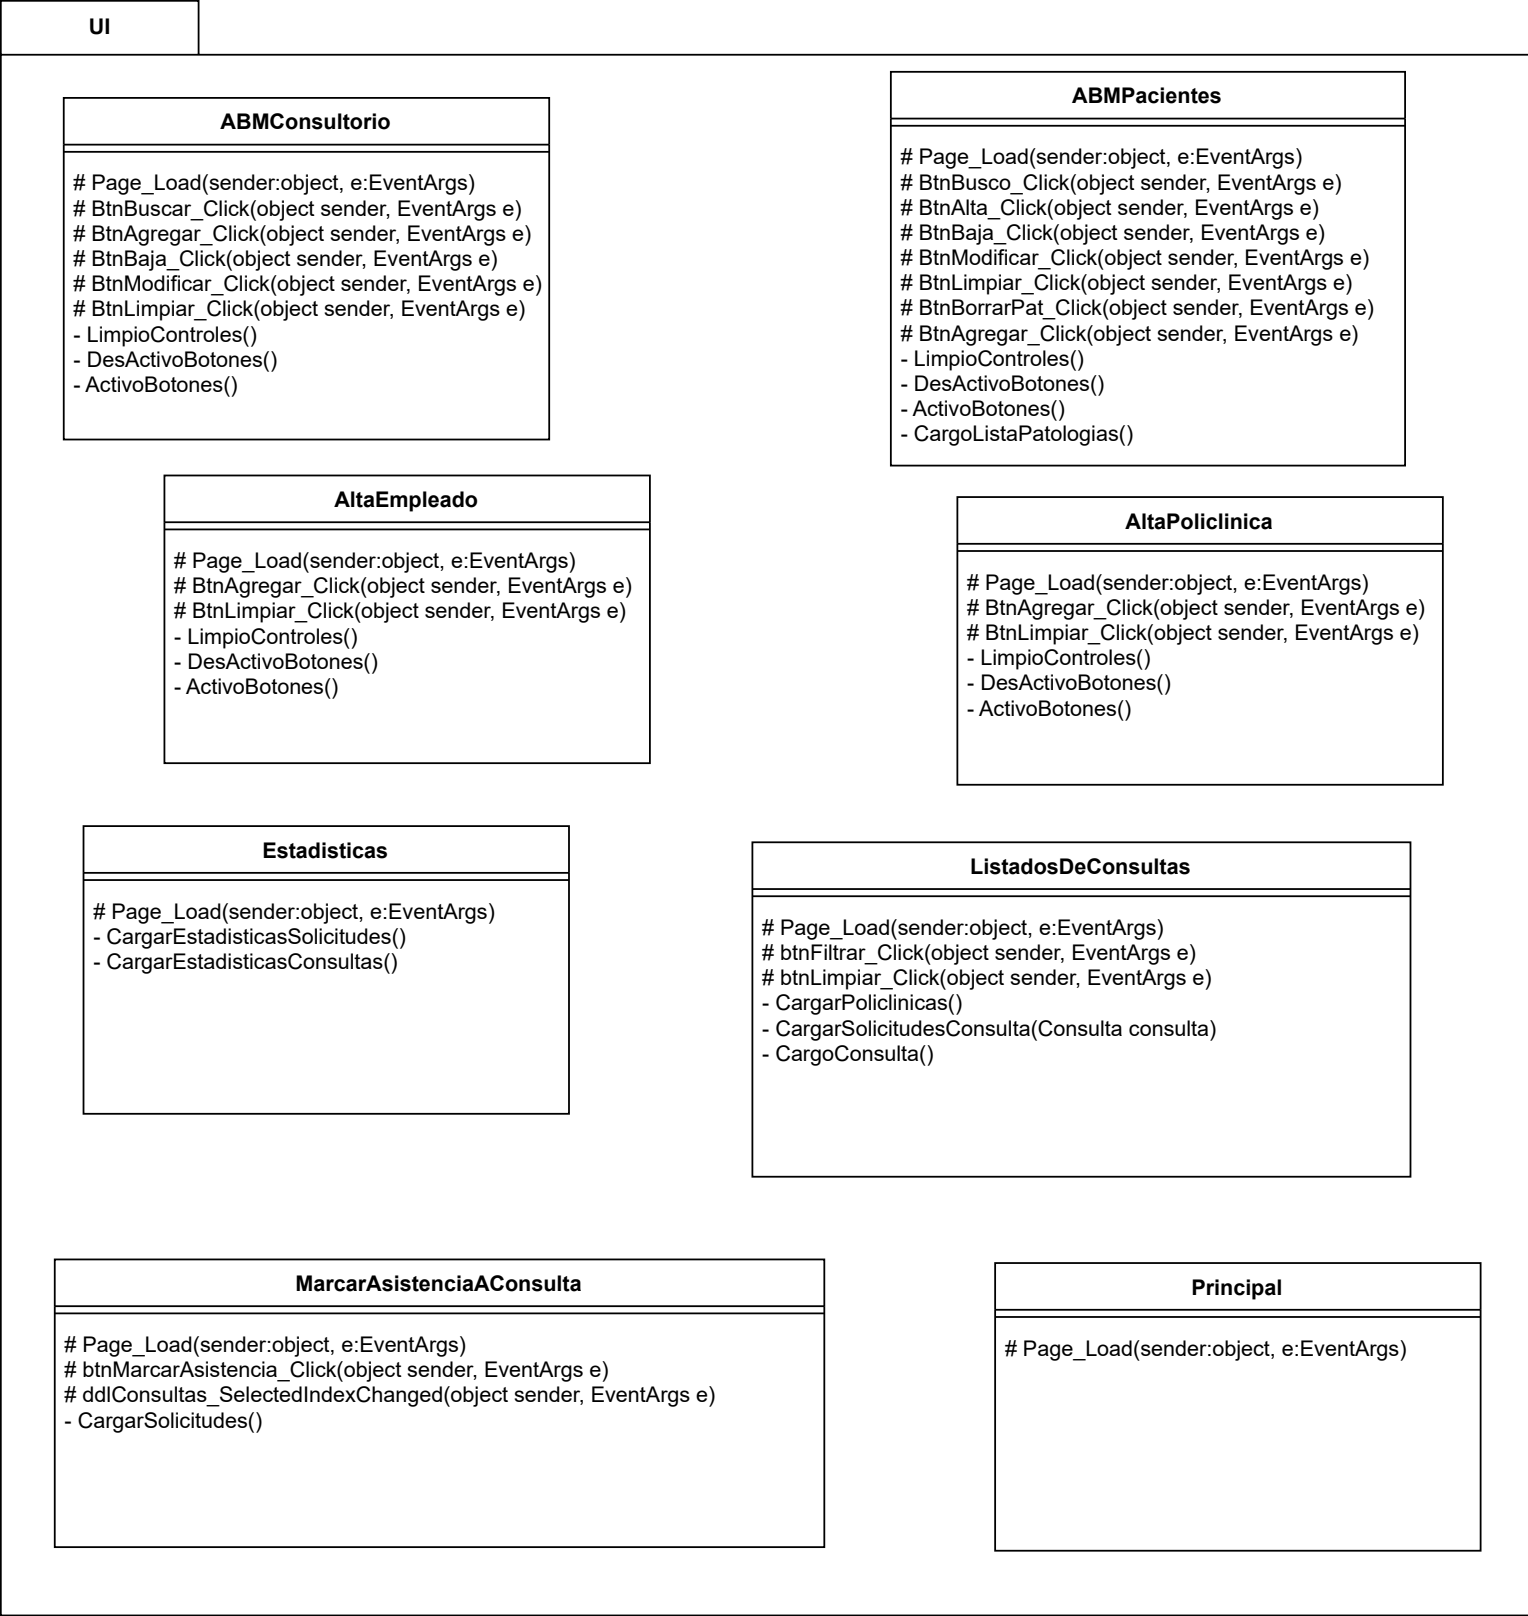 UI
ABMConsultorio
# Page_Load(sender:object, e:EventArgs)
# BtnBuscar_Click(object sender, EventArgs e)
# BtnAgregar_Click(object sender, EventArgs e)
# BtnBaja_Click(object sender, EventArgs e)
# BtnModificar_Click(object sender, EventArgs e)
# BtnLimpiar_Click(object sender, EventArgs e)
- LimpioControles()
- DesActivoBotones()
- ActivoBotones()
ABMPacientes
# Page_Load(sender:object, e:EventArgs)
# BtnBusco_Click(object sender, EventArgs e)
# BtnAlta_Click(object sender, EventArgs e)
# BtnBaja_Click(object sender, EventArgs e)
# BtnModificar_Click(object sender, EventArgs e)
# BtnLimpiar_Click(object sender, EventArgs e)
# BtnBorrarPat_Click(object sender, EventArgs e)
# BtnAgregar_Click(object sender, EventArgs e)
- LimpioControles()
- DesActivoBotones()
- ActivoBotones()
- CargoListaPatologias()
AltaEmpleado
# Page_Load(sender:object, e:EventArgs)
# BtnAgregar_Click(object sender, EventArgs e)
# BtnLimpiar_Click(object sender, EventArgs e)
- LimpioControles()
- DesActivoBotones()
- ActivoBotones()
AltaPoliclinica
# Page_Load(sender:object, e:EventArgs)
# BtnAgregar_Click(object sender, EventArgs e)
# BtnLimpiar_Click(object sender, EventArgs e)
- LimpioControles()
- DesActivoBotones()
- ActivoBotones()
Estadisticas
# Page_Load(sender:object, e:EventArgs)
- CargarEstadisticasSolicitudes()
- CargarEstadisticasConsultas()
ListadosDeConsultas
# Page_Load(sender:object, e:EventArgs)
# btnFiltrar_Click(object sender, EventArgs e)
# btnLimpiar_Click(object sender, EventArgs e)
- CargarPoliclinicas()
- CargarSolicitudesConsulta(Consulta consulta)
- CargoConsulta()
MarcarAsistenciaAConsulta
# Page_Load(sender:object, e:EventArgs)
# btnMarcarAsistencia_Click(object sender, EventArgs e)
# ddlConsultas_SelectedIndexChanged(object sender, EventArgs e)
- CargarSolicitudes()
Principal
# Page_Load(sender:object, e:EventArgs)